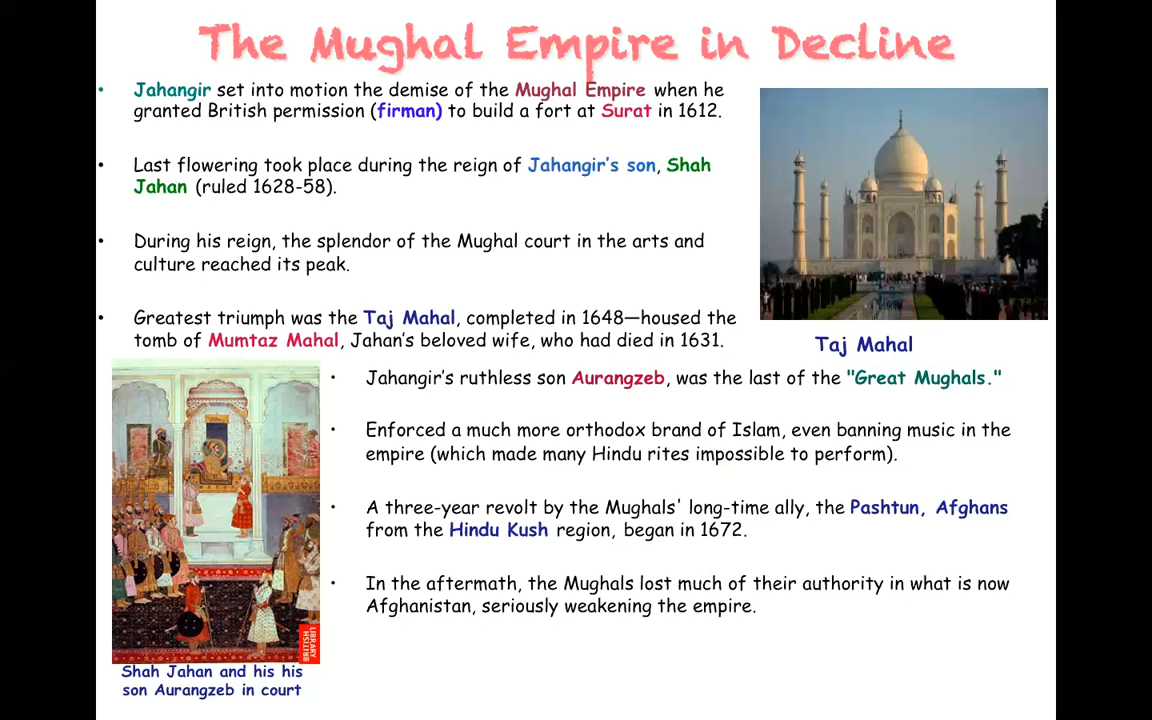 The Mughal Empire in Decline
• Jahangir set into motion the demise of the Mughal Empire when he
granted British permission (firman) to build a fort at Surat in 1612.
• Last flowering took place during the reign of Jahangir's son, Shah
Jahan (ruled 1628-58).
• During his reign, the splendor of the Mughal court in the arts and
culture reached its peak.
• Greatest triumph was the Taj Mahal, completed in 1648—housed the
tomb of Mumtaz Mahal, Jahan's beloved wife, who had died in 1631.
Taj Mahal
• Jahangir's ruthless son Aurangzeb, was the last of the "Great Mughals."
• Enforced a much more orthodox brand of Islam, even banning music in the
empire (which made many Hindu rites impossible to perform).
• A three-year revolt by the Mughals' long-time ally, the Pashtun, Afghans
from the Hindu Kush region, began in 1672.
• In the aftermath, the Mughals lost much of their authority in what is now
Afghanistan, seriously weakening the empire.
BRITISH
LIBRARY
Shah Jahan and his his
son Aurangzeb in court